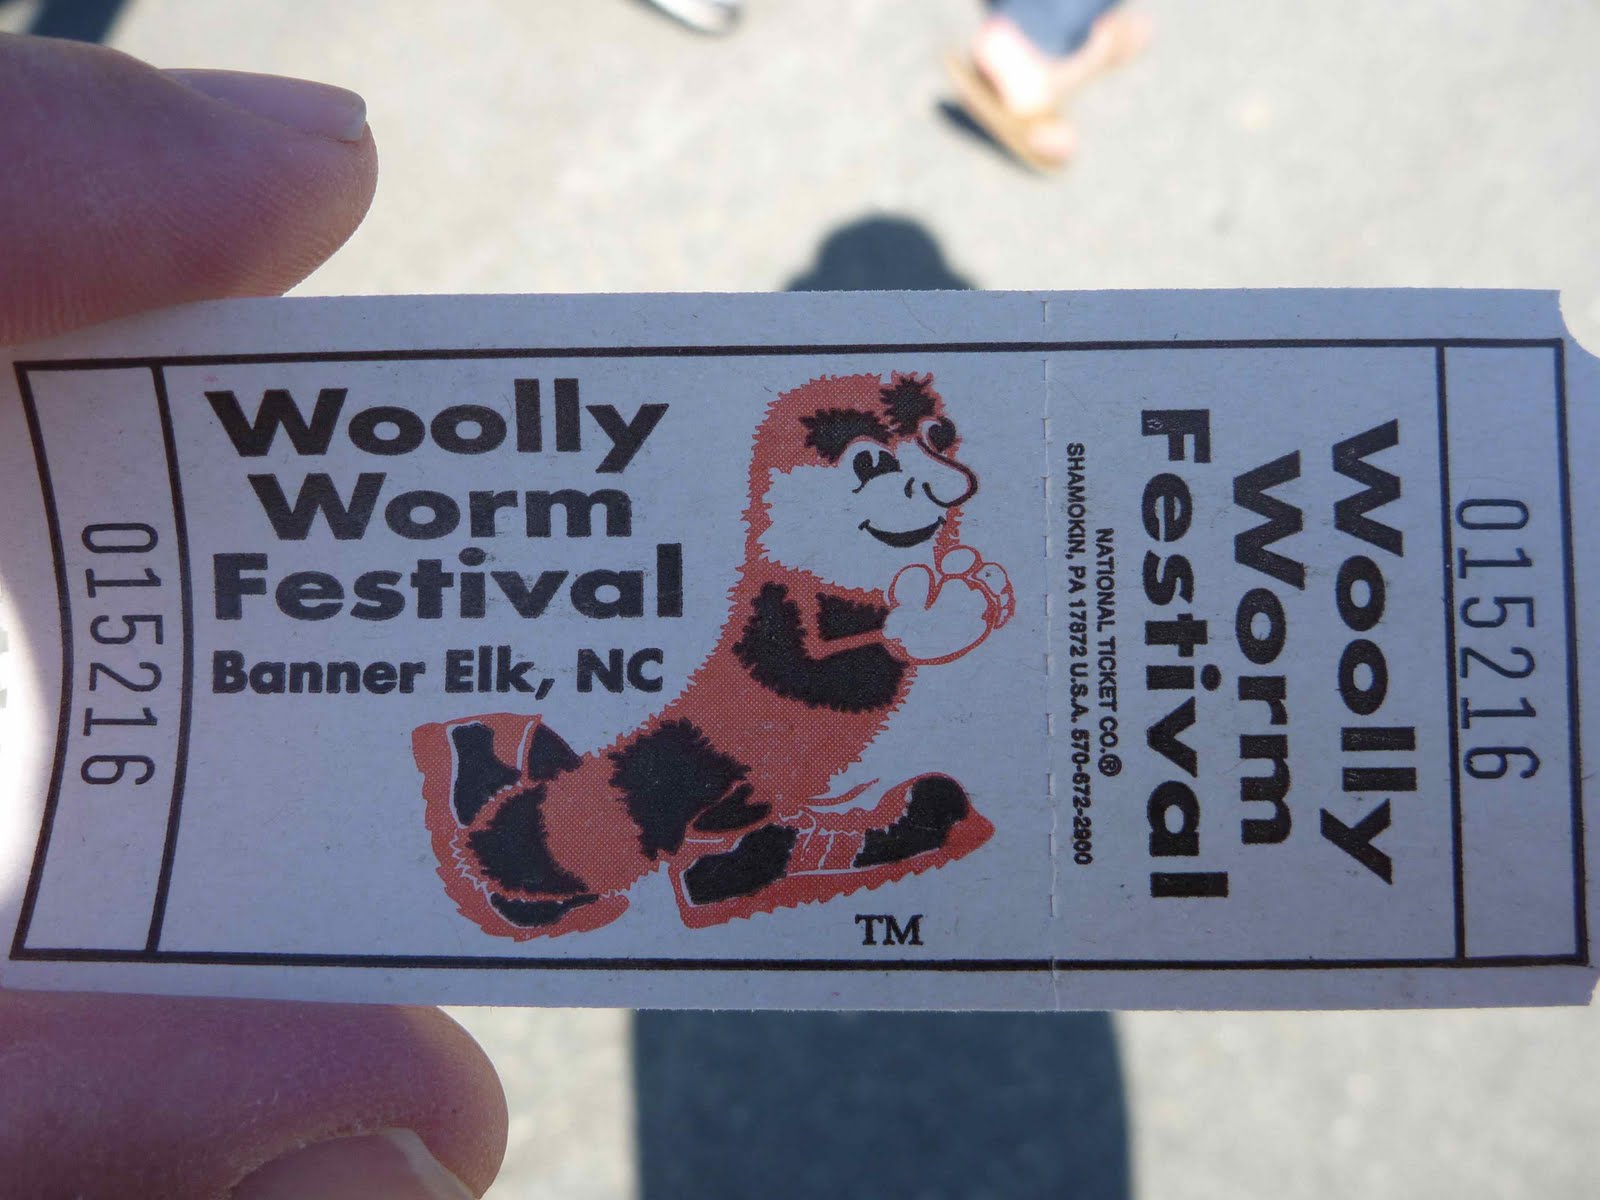 015216
Woolly
Worm
Festival
Banner Elk, NC
TM
NATIONAL TICKET CO.®
SHAMOKIN, PA 17872 U.S.A. 570-672-2900
Woolly
Worm
Festival
015216